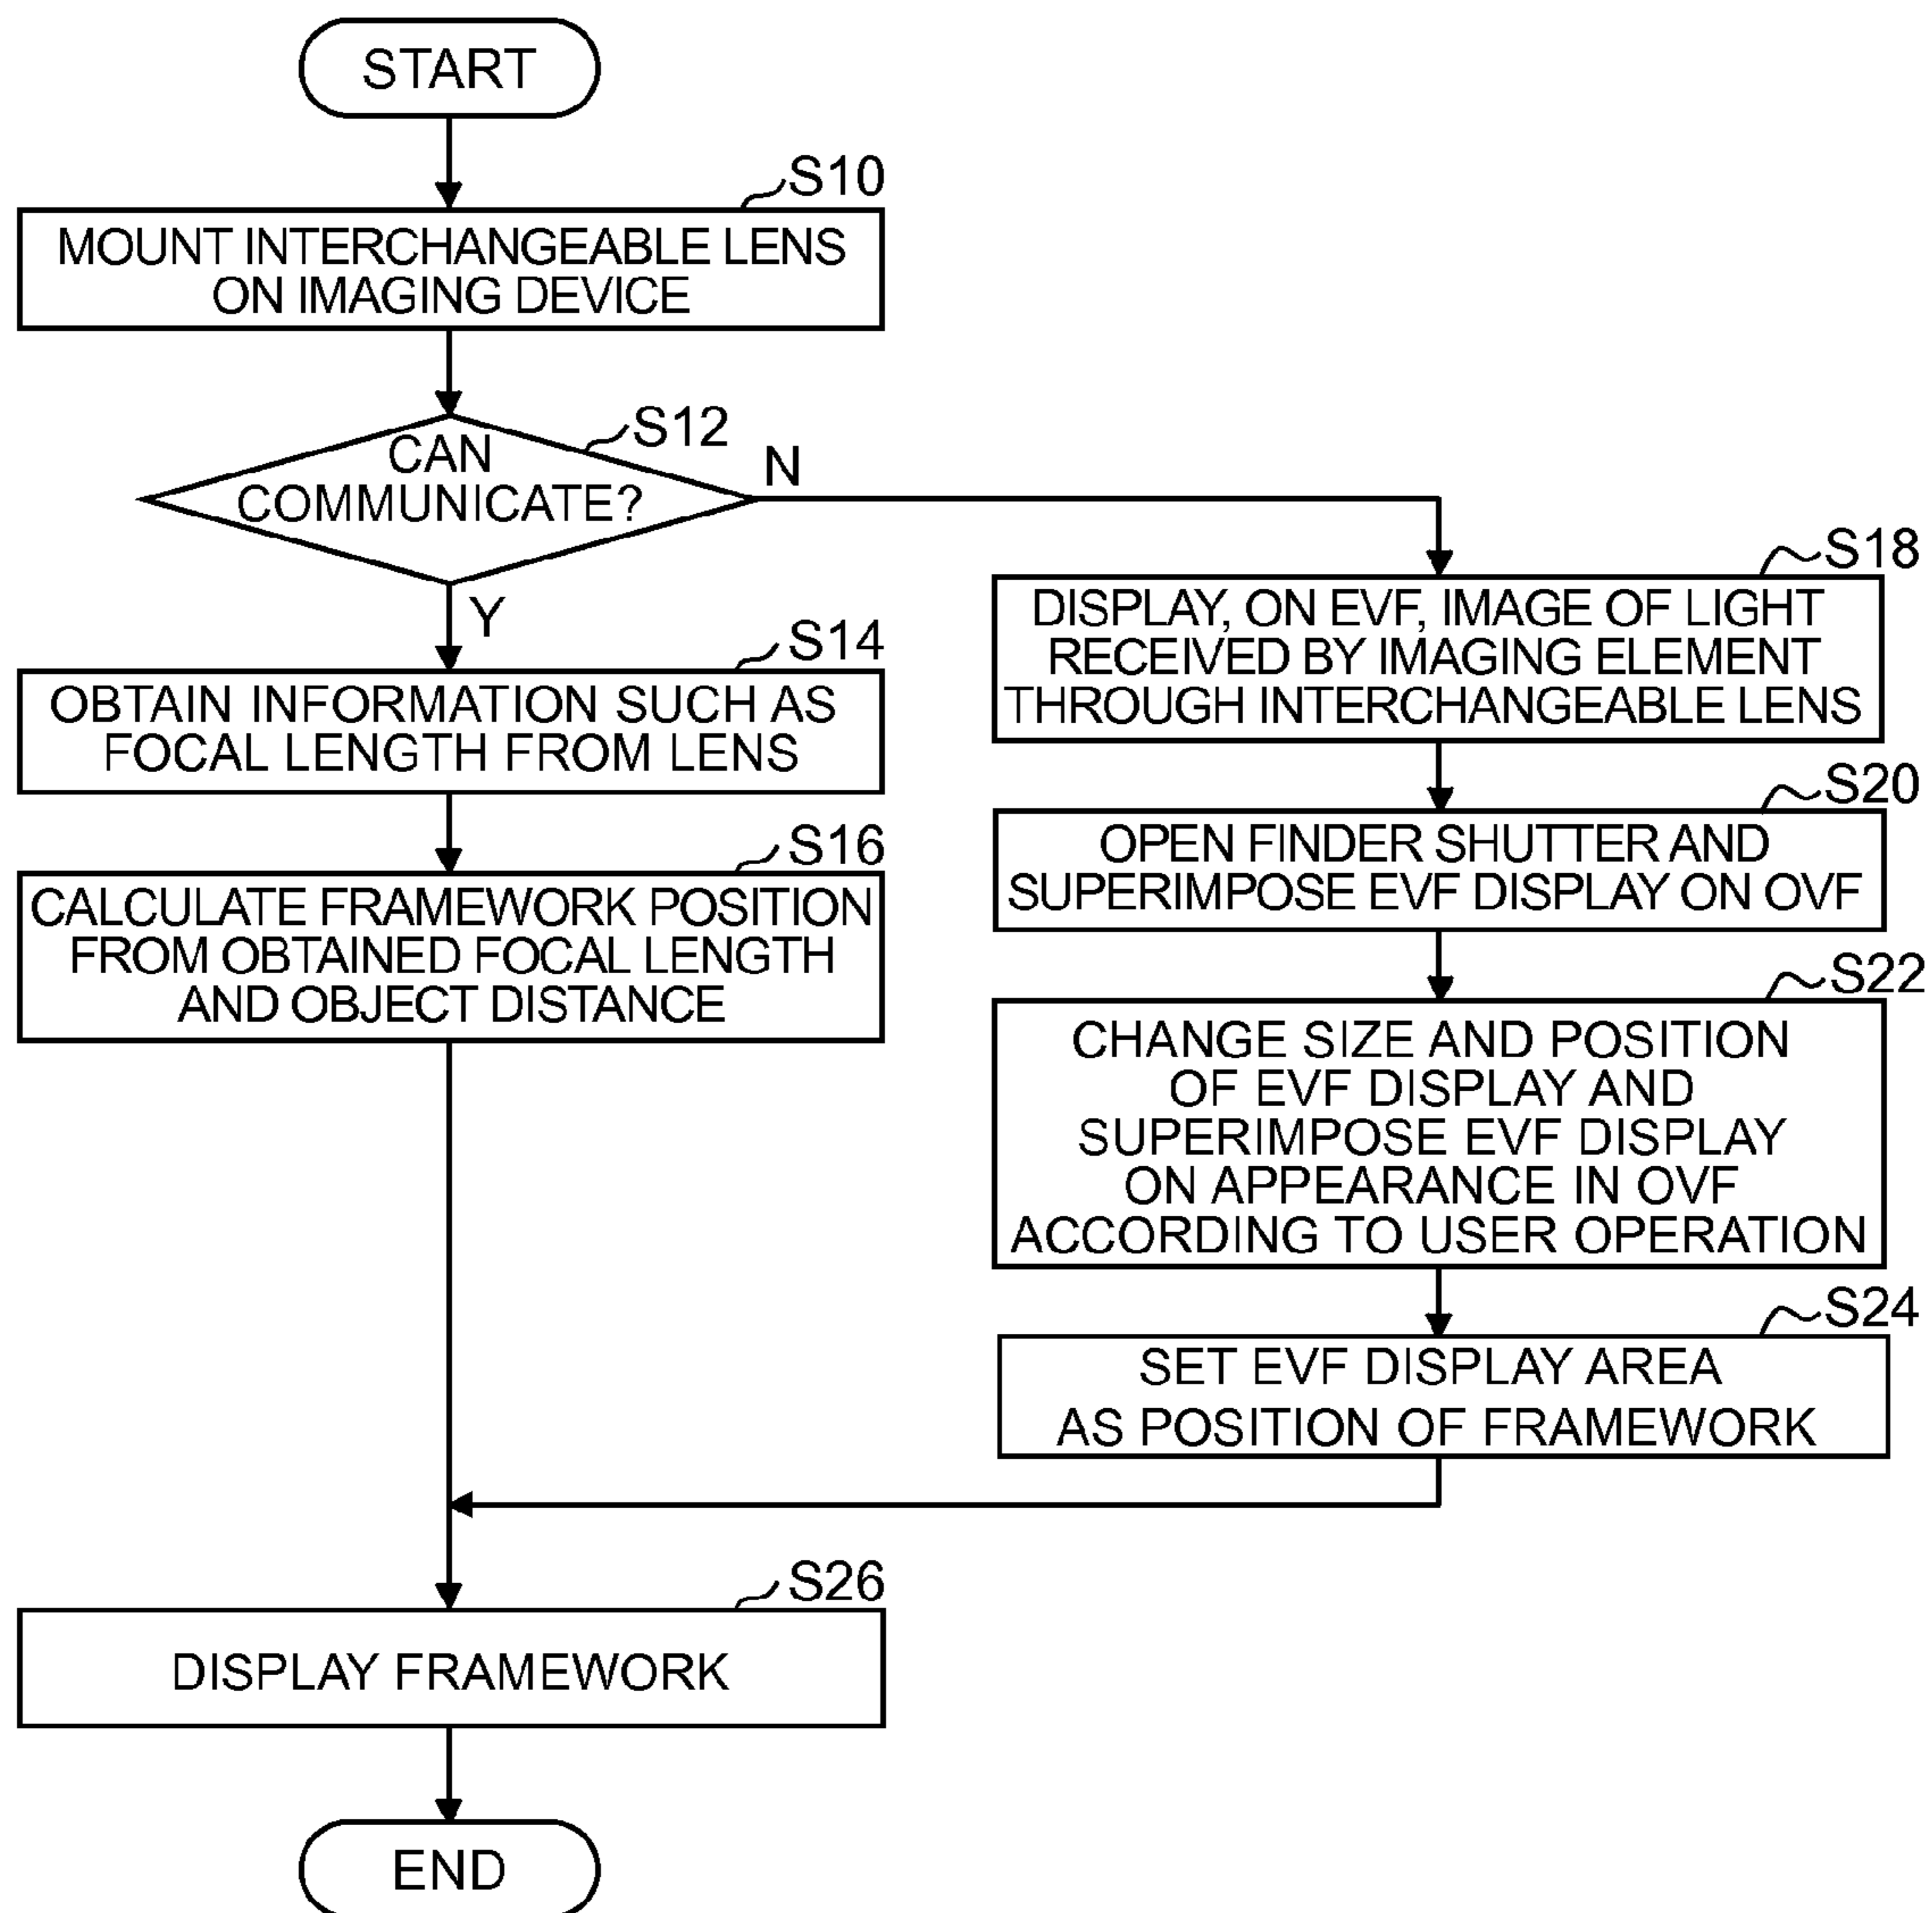 START
S10
MOUNT INTERCHANGEABLE LENS
ON IMAGING DEVICE
S12
CAN
COMMUNICATE?
N
Y
S14
OBTAIN INFORMATION SUCH AS
FOCAL LENGTH FROM LENS
S16
CALCULATE FRAMEWORK POSITION
FROM OBTAINED FOCAL LENGTH
AND OBJECT DISTANCE
S18
DISPLAY, ON EVF, IMAGE OF LIGHT
RECEIVED BY IMAGING ELEMENT
THROUGH INTERCHANGEABLE LENS
S20
OPEN FINDER SHUTTER AND
SUPERIMPOSE EVF DISPLAY ON OVF
S22
CHANGE SIZE AND POSITION
OF EVF DISPLAY AND
SUPERIMPOSE EVF DISPLAY
ON APPEARANCE IN OVF
ACCORDING TO USER OPERATION
S24
SET EVF DISPLAY AREA
AS POSITION OF FRAMEWORK
S26
DISPLAY FRAMEWORK
END